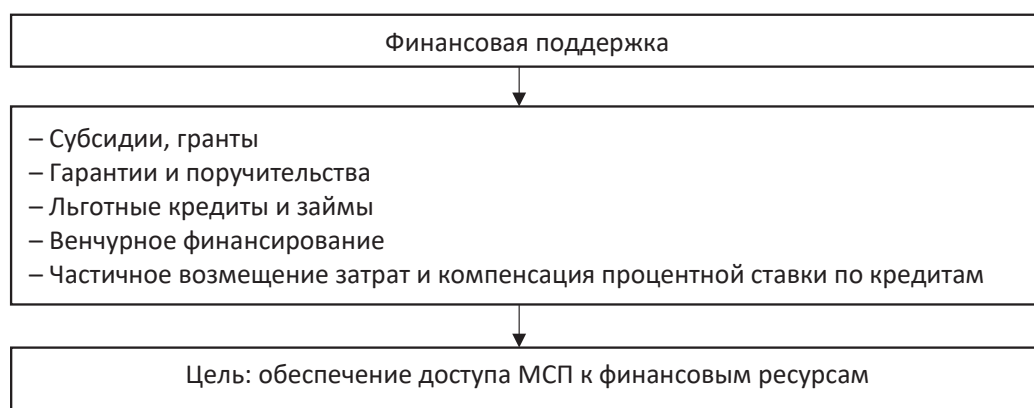 Финансовая поддержка
– Субсидии, гранты
– Гарантии и поручительства
– Льготные кредиты и займы
– Венчурное финансирование
– Частичное возмещение затрат и компенсация процентной ставки по кредитам
Цель: обеспечение доступа МСП к финансовым ресурсам